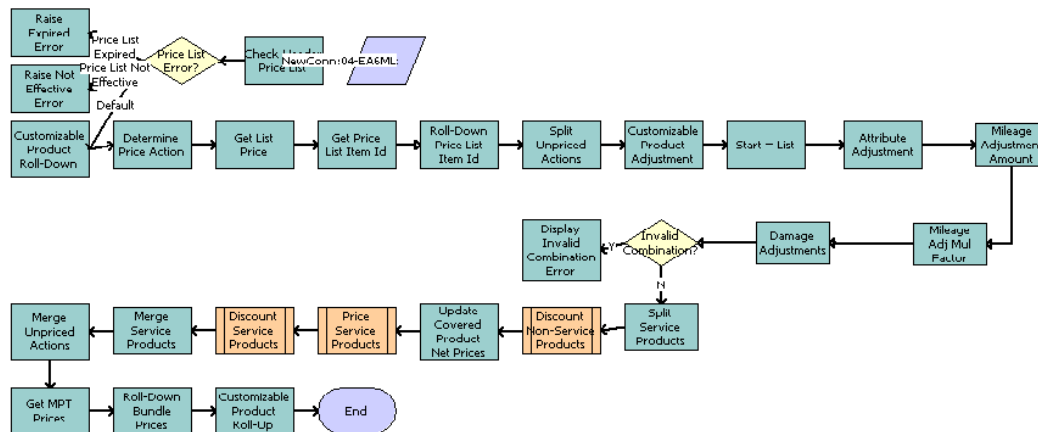 Raise
Expired
Error
Price List
Expired
Price List
Error?
Check Header
Price List
NewConn:04-EA6ML:
Price List Not
Effective
Raise Not
Effective
Error
Default
Customizable
Product
Roll-Down
Determine
Price Action
Get List
Price
Get Price
List Item Id
Roll-Down
Price List
Item Id
Split
Unpriced
Actions
Customizable
Product
Adjustment
Start - List
Attribute
Adjustment
Mileage
Adjustment
Amount
Display
Invalid
Combination
Error
Y
Invalid
Combination?
Damage
Adjustments
Mileage
Adj Mul
Factor
N
Merge
Unpriced
Actions
Merge
Service
Products
Discount
Service
Products
Price
Service
Products
Update
Covered
Product
Net Prices
Discount
Non-Service
Products
Split
Service
Products
Get MPT
Prices
Roll-Down
Bundle
Prices
Customizable
Product
Roll-Up
End